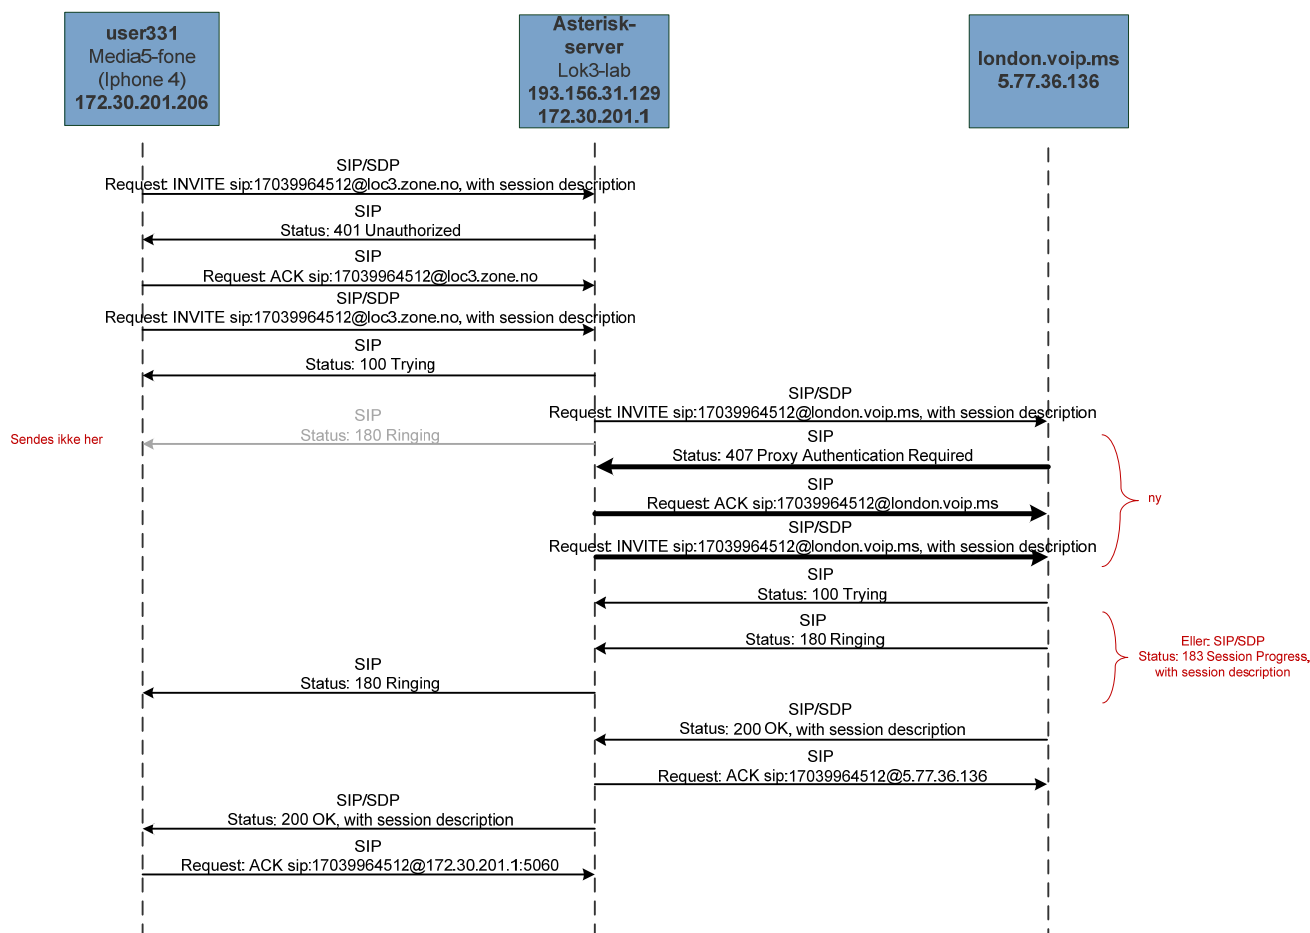 user331
Media5-fone
(Iphone 4)
172.30.201.206
Asterisk-
server
Lok3-lab
193.156.31.129
172.30.201.1
london.voip.ms
5.77.36.136
SIP/SDP
Request: INVITE sip:17039964512@loc3.zone.no, with session description
SIP
Status: 401 Unauthorized
SIP
Request: ACK sip:17039964512@loc3.zone.no
SIP/SDP
Request: INVITE sip:17039964512@loc3.zone.no, with session description
SIP
Status: 100 Trying
SIP/SDP
Request: INVITE sip:17039964512@london.voip.ms, with session description
Sendes ikke her
SIP
Status: 180 Ringing
SIP
Status: 407 Proxy Authentication Required
SIP
Request: ACK sip:17039964512@london.voip.ms
ny
SIP/SDP
Request: INVITE sip:17039964512@london.voip.ms, with session description
SIP
Status: 100 Trying
SIP
Status: 180 Ringing
Eller: SIP/SDP
Status: 183 Session Progress,
with session description
SIP
Status: 180 Ringing
SIP/SDP
Status: 200 OK, with session description
SIP
Request: ACK sip:17039964512@5.77.36.136
SIP/SDP
Status: 200 OK, with session description
SIP
Request: ACK sip:17039964512@172.30.201.1:5060